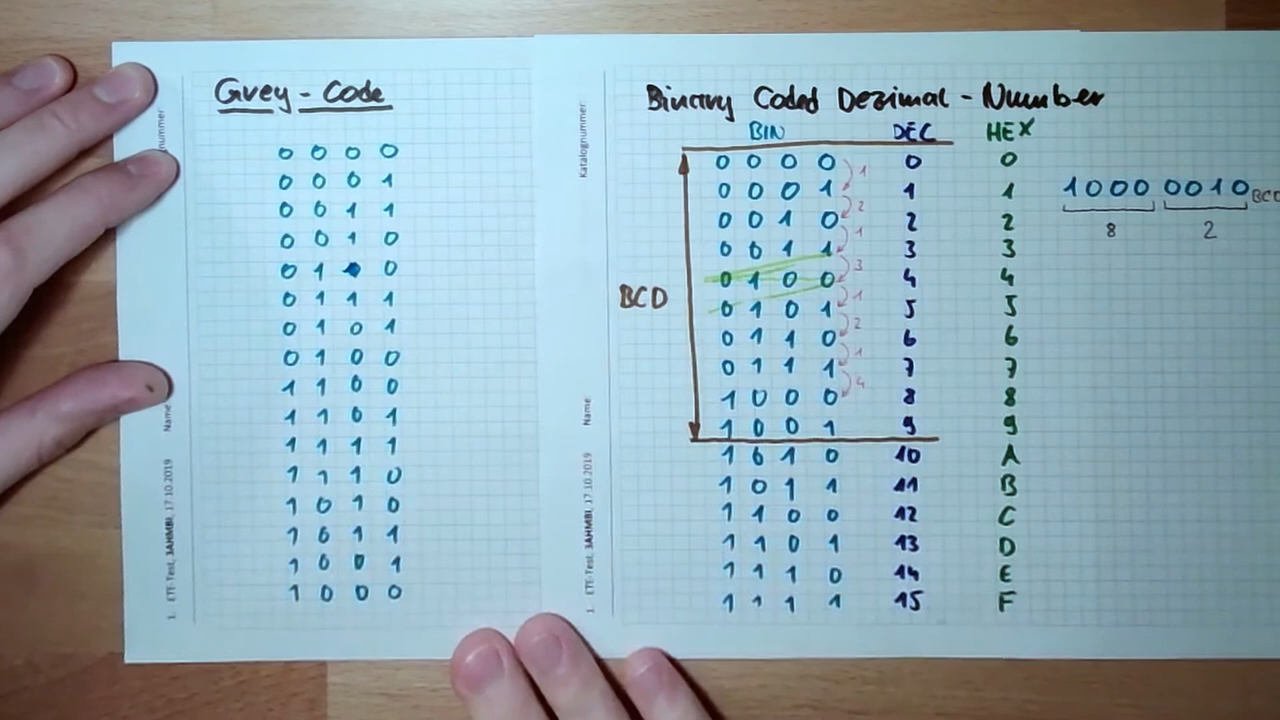 Grey-Code
0 0 0 0
0 0 0 1
0 0 1 1
0 0 1 0
0 1 1 0
0 1 1 1
0 1 0 1
0 1 0 0
1 1 0 0
1 1 0 1
1 1 1 1
1 1 1 0
1 0 1 0
1 0 1 1
1 0 0 1
1 0 0 0
nummer
Name
1. ETE-Test, 3AHMBI, 17.10.2019
Binary Coded Dezimal-Number
BIN DEC HEX
0 0 0 0 1 0 0
0 0 0 1 2 1 1
0 0 1 0 1 2 2
0 0 1 1 3 3 3
0 1 0 0 1 4 4
0 1 0 1 2 5 5
0 1 1 0 1 6 6
0 1 1 1 4 7 7
1 0 0 0 8 8
1 0 0 1 9 9
1 0 1 0 10 A
1 0 1 1 11 B
1 1 0 0 12 C
1 1 0 1 13 D
1 1 1 0 14 E
1 1 1 1 15 F
BCD
1000 0010 BCD
8 2
Katalognummer
Name
1. ETE-Test, 3AHMBI, 17.10.2019